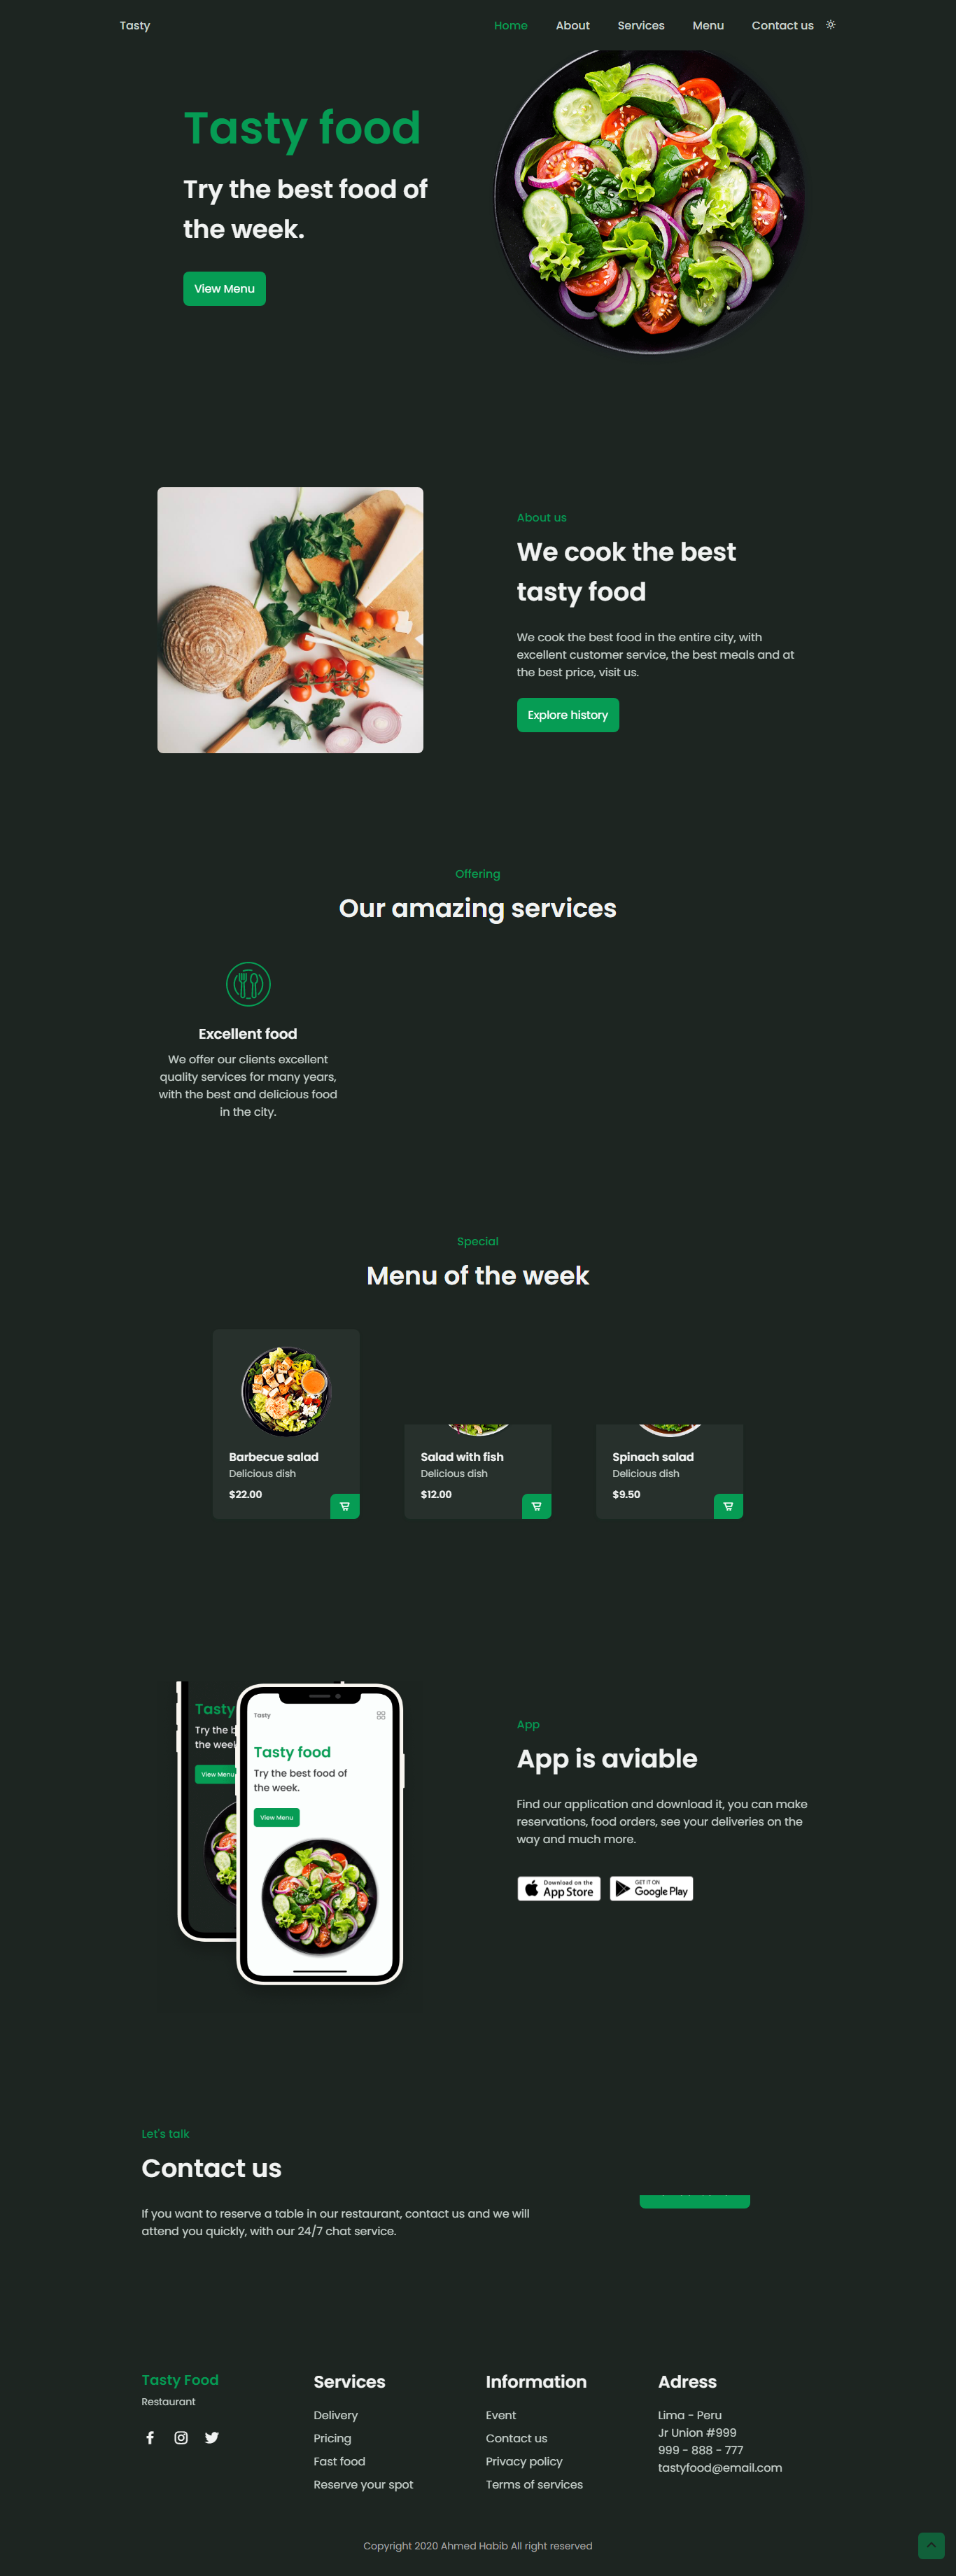 Tasty
Home About Services Menu Contact us
Tasty food
Try the best food of
the week.
View Menu
About us
We cook the best
tasty food
We cook the best food in the entire city, with
excellent customer service, the best meals and at
the best price, visit us.
Explore history
Offering
Our amazing services
Excellent food
We offer our clients excellent
quality services for many years,
with the best and delicious food
in the city.
Special
Menu of the week
Barbecue salad
Delicious dish
$22.00
Salad with fish
Delicious dish
$12.00
Spinach salad
Delicious dish
$9.50
Tasty
Try the b
the week
View Menu
Tasty
Tasty food
Try the best food of
the week.
View Menu
App
App is aviable
Find our application and download it, you can make
reservations, food orders, see your deliveries on the
way and much more.
Download on the
App Store
GET IT ON
Google Play
Let's talk
Contact us
If you want to reserve a table in our restaurant, contact us and we will
attend you quickly, with our 24/7 chat service.
Tasty Food
Restaurant
Services
Delivery
Pricing
Fast food
Reserve your spot
Information
Event
Contact us
Privacy policy
Terms of services
Adress
Lima - Peru
Jr Union #999
999 - 888 - 777
tastyfood@email.com
Copyright 2020 Ahmed Habib All right reserved